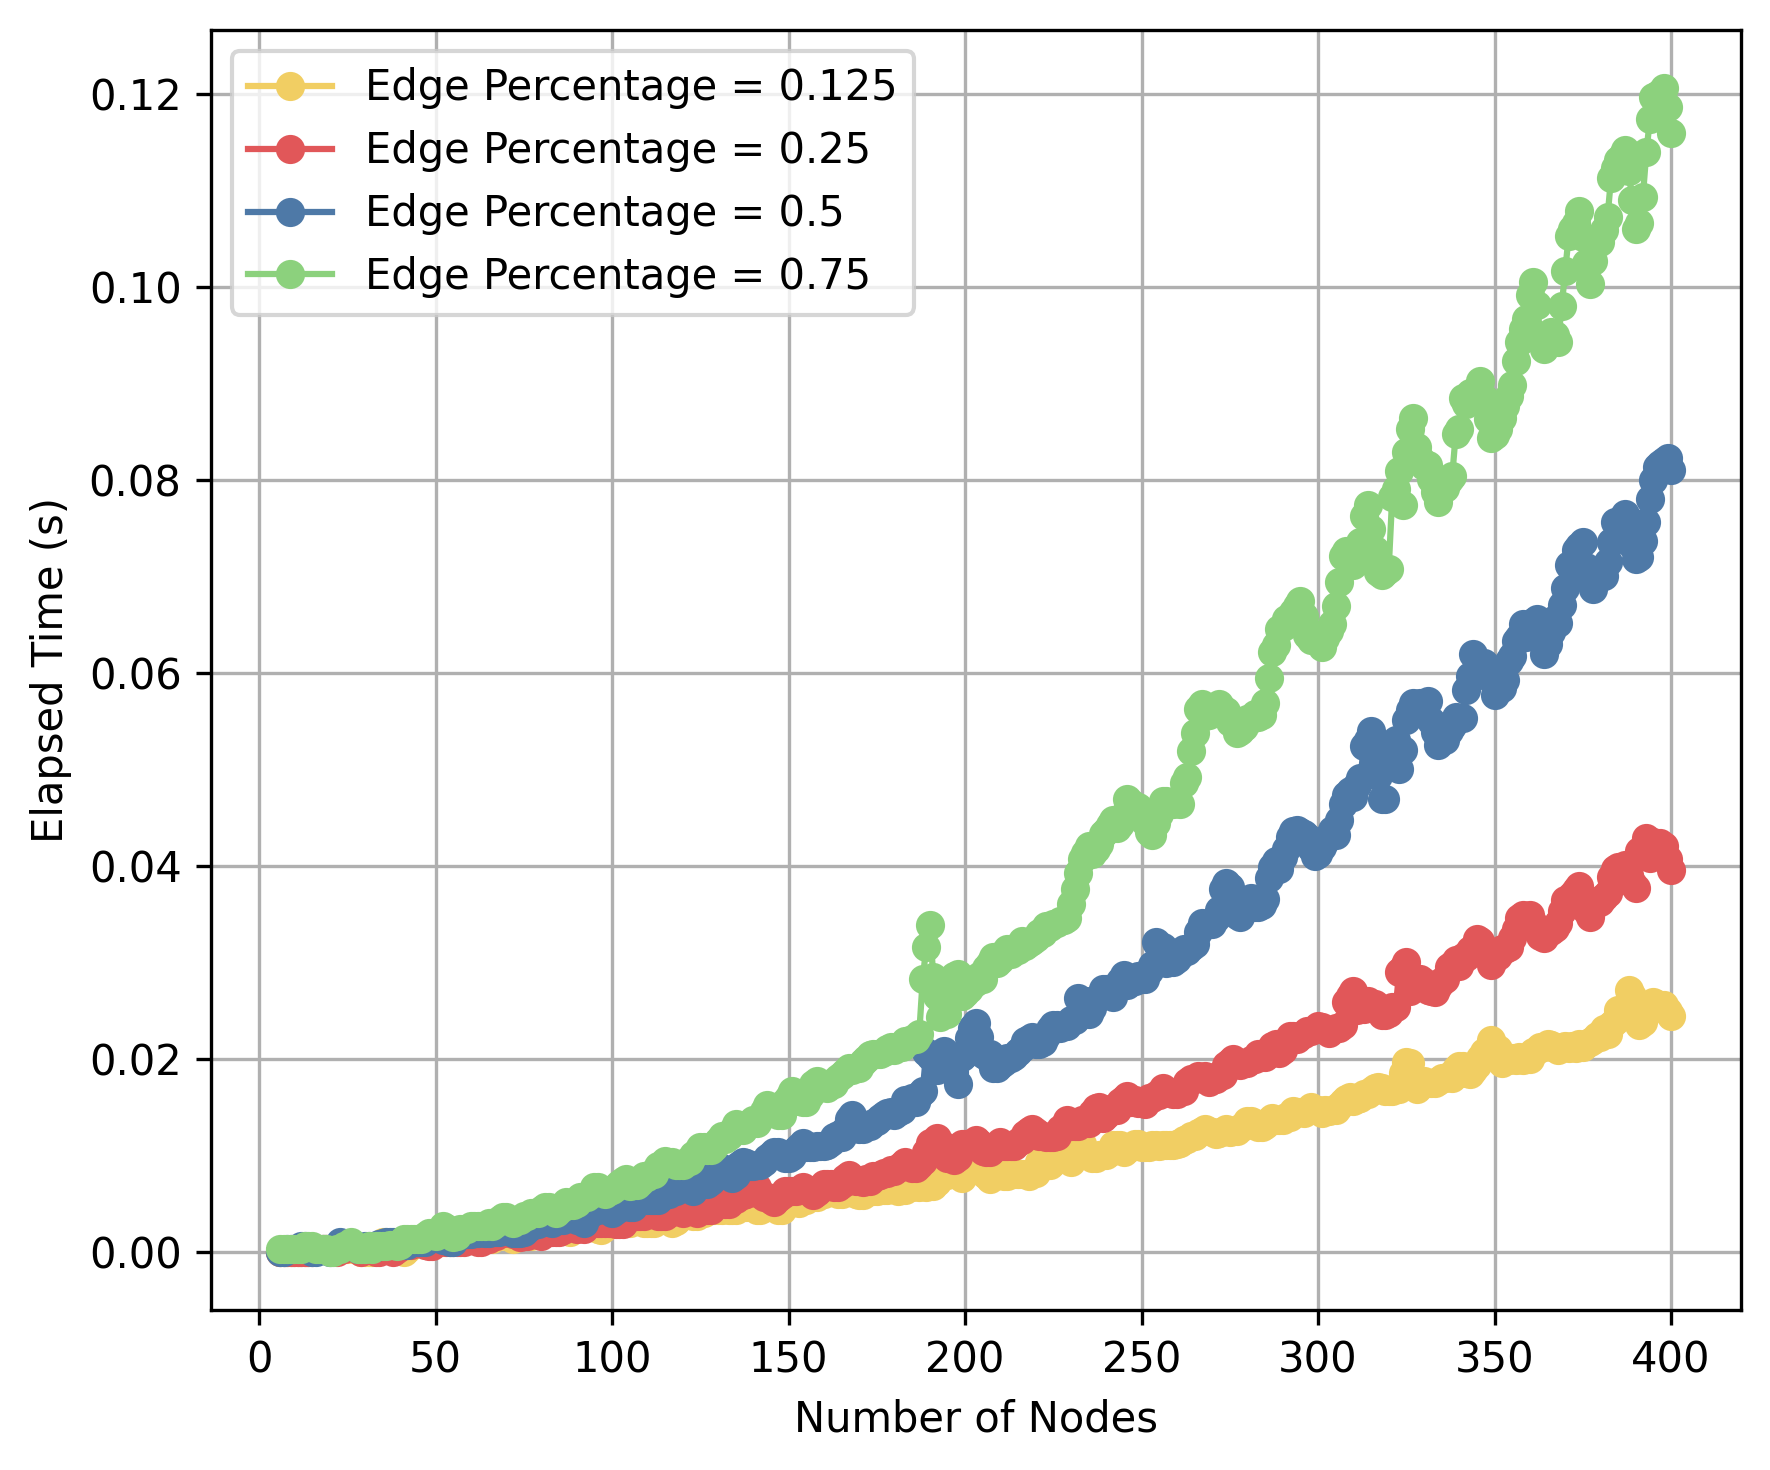 Edge Percentage = 0.125
Edge Percentage = 0.25
Edge Percentage = 0.5
Edge Percentage = 0.75
0.12
0.10
0.08
0.06
0.04
0.02
0.00
Elapsed Time (s)
0 50 100 150 200 250 300 350 400
Number of Nodes